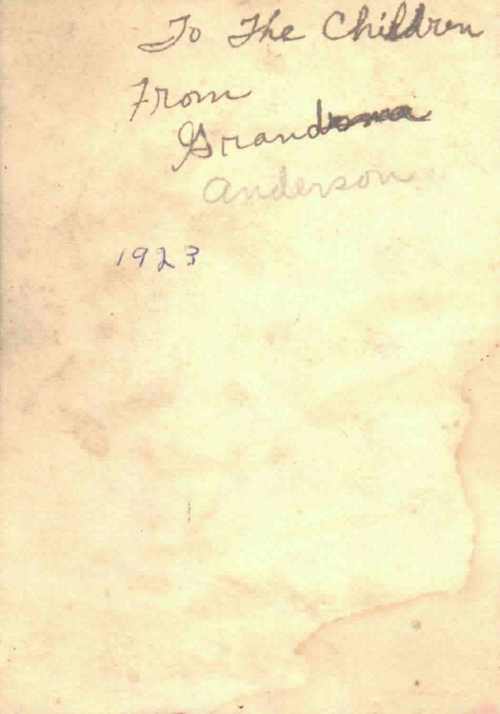 To The Children
From
Grandma
Anderson
1923